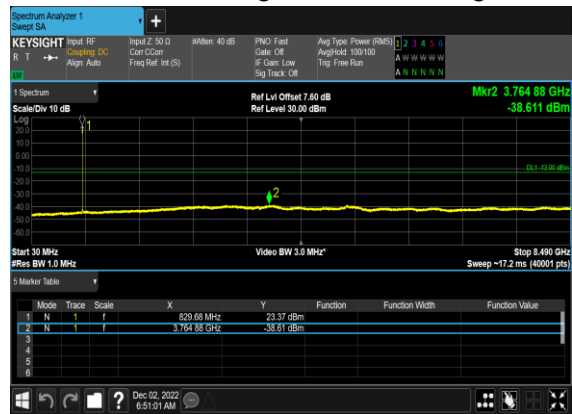 Spectrum Analyzer 1
Swept SA
+
KEYSIGHT Input: RF Input Z: 50 Ω #Atten: 40 dB PNO: Fast Avg Type: Power (RMS) 1 2 3 4 5 6
R T Coupling: DC Corr CCorr Gate: Off Avg|Hold: 100/100 A W W W W W
Align: Auto Freq Ref: Int (S) IF Gain: Low Trig: Free Run
Sig Track: Off A N N N N N
LV
1 Spectrum Ref Lvl Offset 7.60 dB Mkr2 3.764 88 GHz
Scale/Div 10 dB Ref Level 30.00 dBm -38.611 dBm
Log
1
20.0
10.0
0.00
-10.0
DL1 -13.00 dBm
-20.0
-30.0
2
-40.0
-50.0
-60.0
Start 30 MHz Video BW 3.0 MHz* Stop 8.490 GHz
#Res BW 1.0 MHz Sweep ~17.2 ms (40001 pts)
5 Marker Table
Mode Trace Scale X Y Function Function Width Function Value
1 N 1 f 829.68 MHz 23.37 dBm
2 N 1 f 3.764 88 GHz -38.61 dBm
3
4
5
6
? Dec 02, 2022
6:51:01 AM